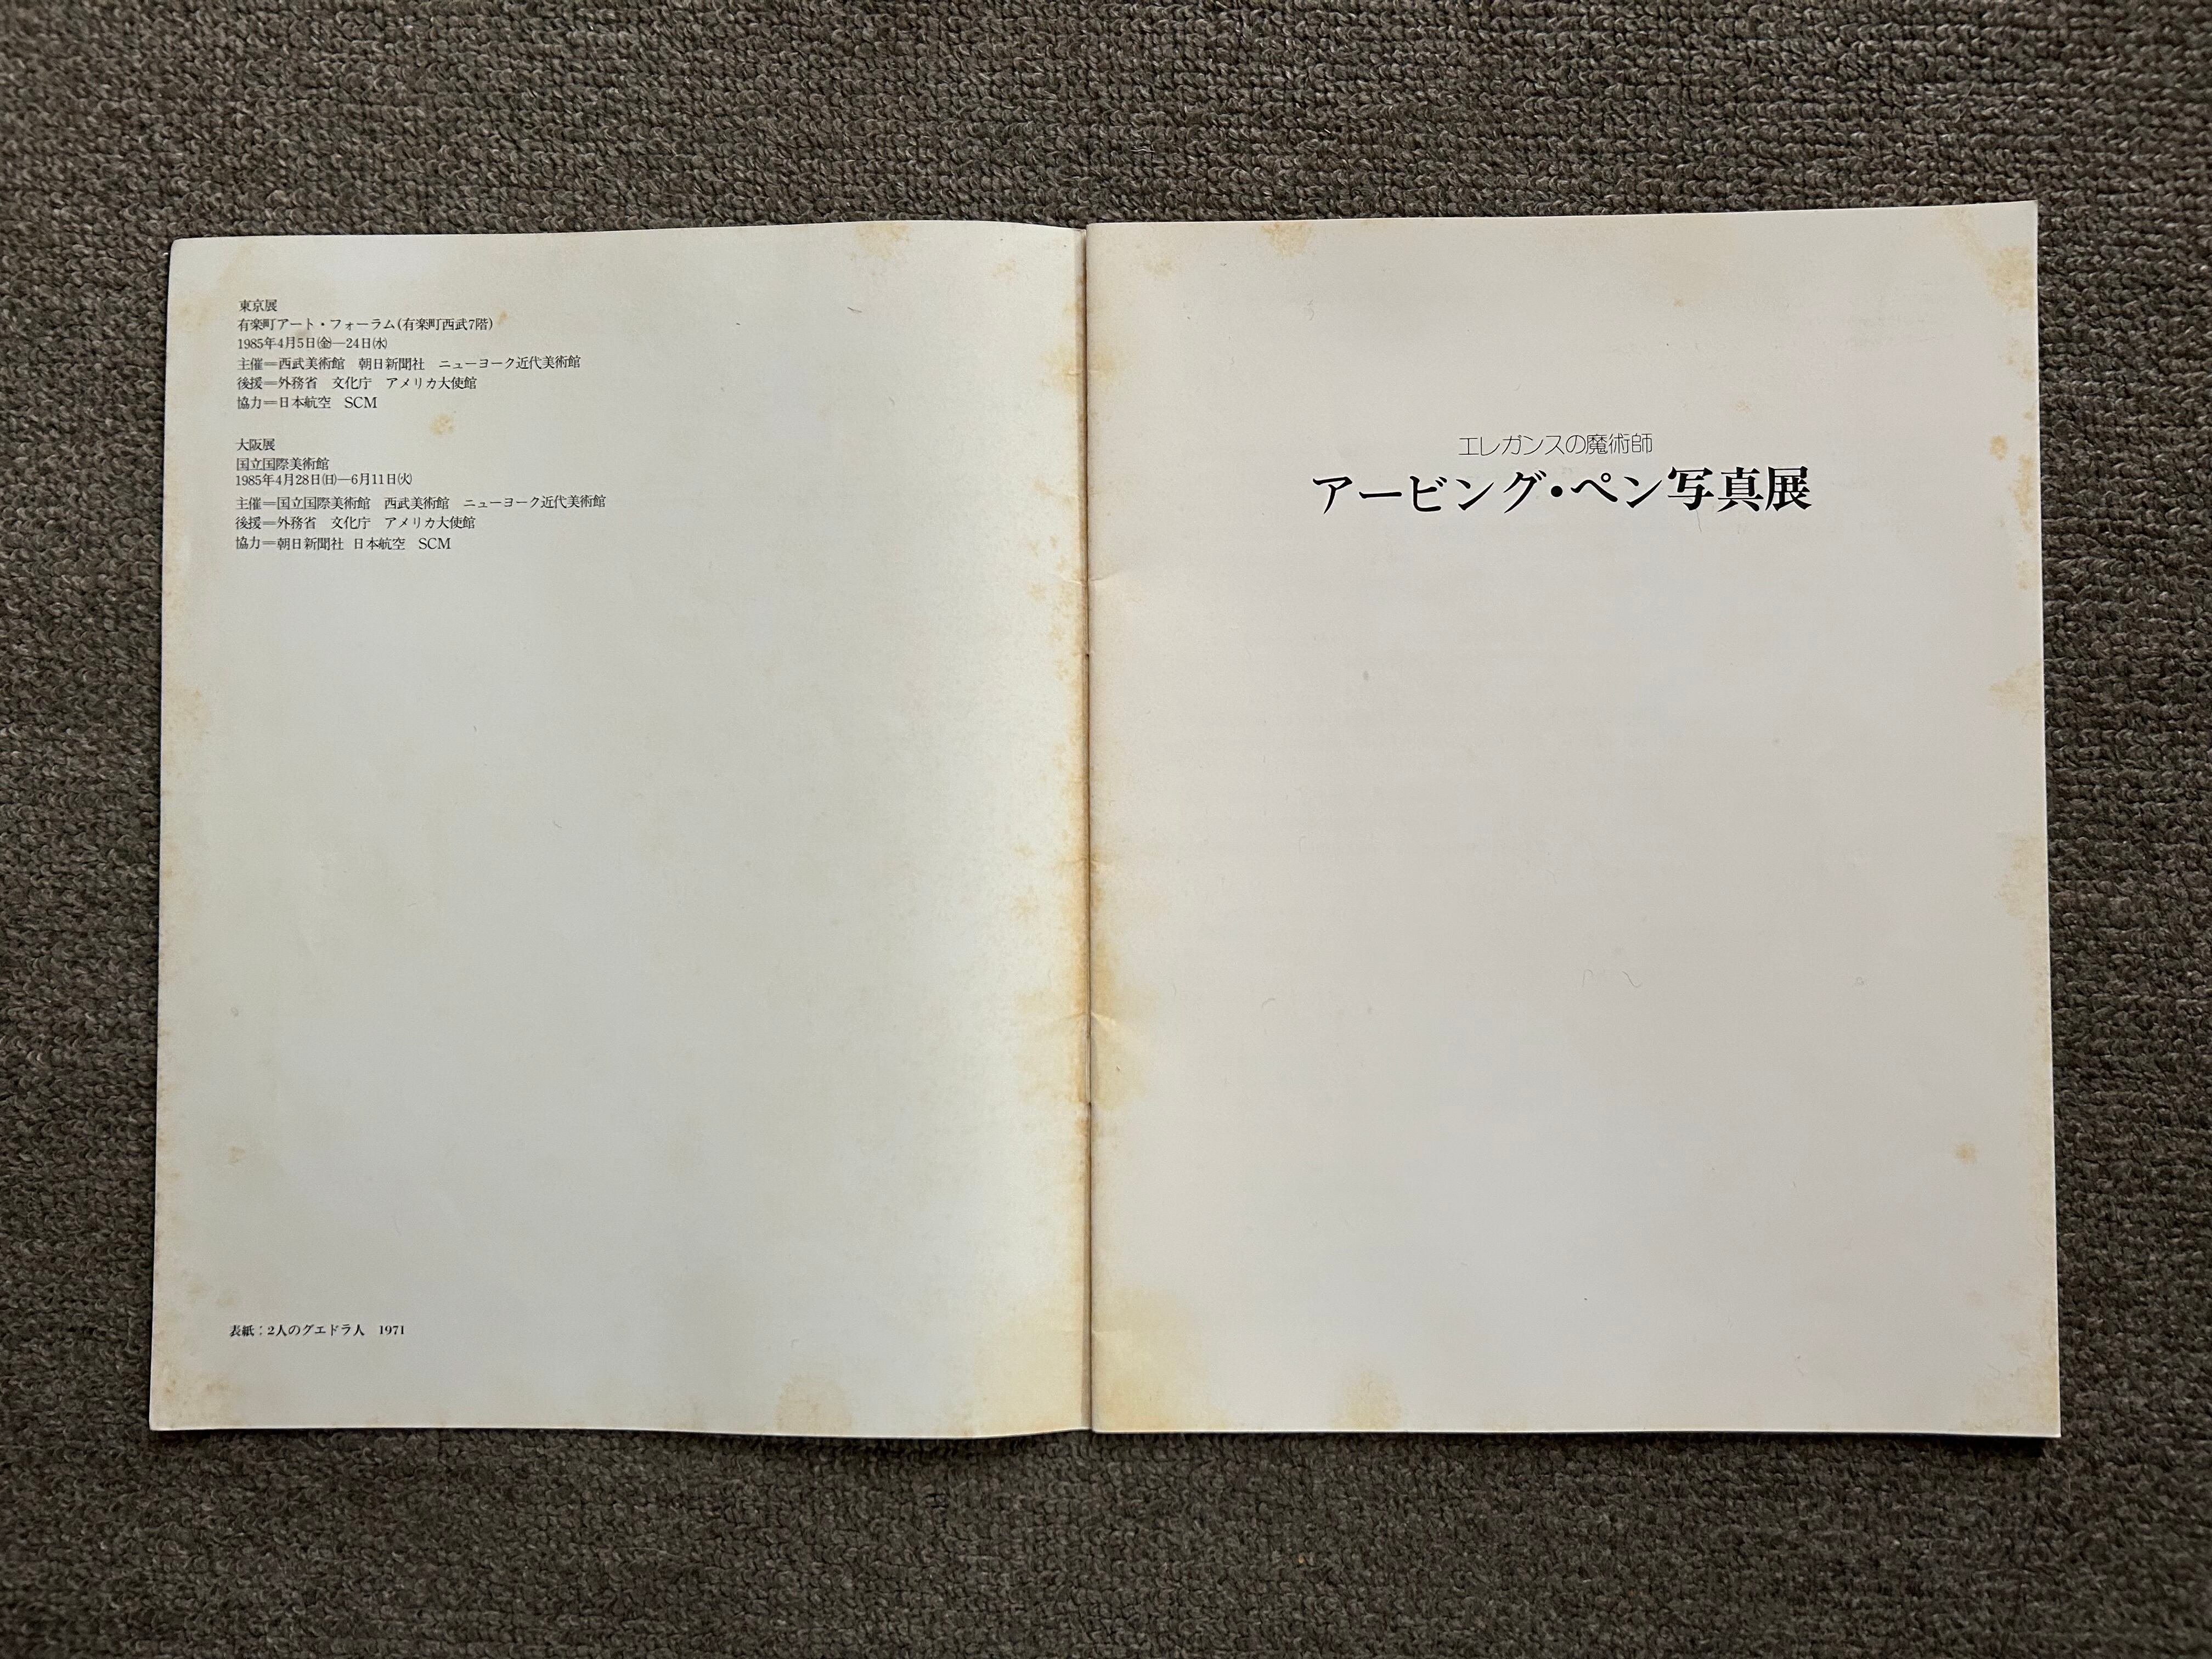 東京展
有楽町アート・フォーラム(有楽町西武7階)
1985年4月5日㈮—24日㈬
主催＝西武美術館　朝日新聞社　ニューヨーク近代美術館
後援＝外務省　文化庁　アメリカ大使館
協力＝日本航空　SCM
大阪展
国立国際美術館
1985年4月28日㈰—6月11日㈫
主催＝国立国際美術館　西武美術館　ニューヨーク近代美術館
後援＝外務省　文化庁　アメリカ大使館
協力＝朝日新聞社　日本航空　SCM
表紙：2人のグエドラ人　1971
エレガンスの魔術師
アービング・ペン写真展